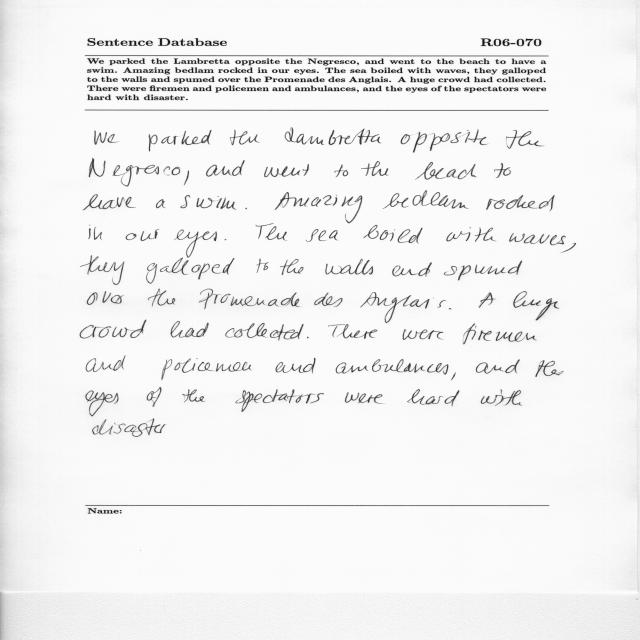 Sentence Database R06-070
We parked the Lambretta opposite the Negresco, and went to the beach to have a
swim. Amazing bedlam rocked in our eyes. The sea boiled with waves, they galloped
to the walls and spumed over the Promenade des Anglais. A huge crowd had collected.
There were firemen and policemen and ambulances, and the eyes of the spectators were
hard with disaster.
We parked the Lambretta opposite the
Negresco, and went to the beach to
have a swim. Amazing bedlam rocked
in our eyes. The sea boiled with waves,
they galloped to the walls and spumed
over the Promenade des Anglais. A huge
crowd had collected. There were firemen
and policemen and ambulances, and the
eyes of the spectators were hard with
disaster
Name: